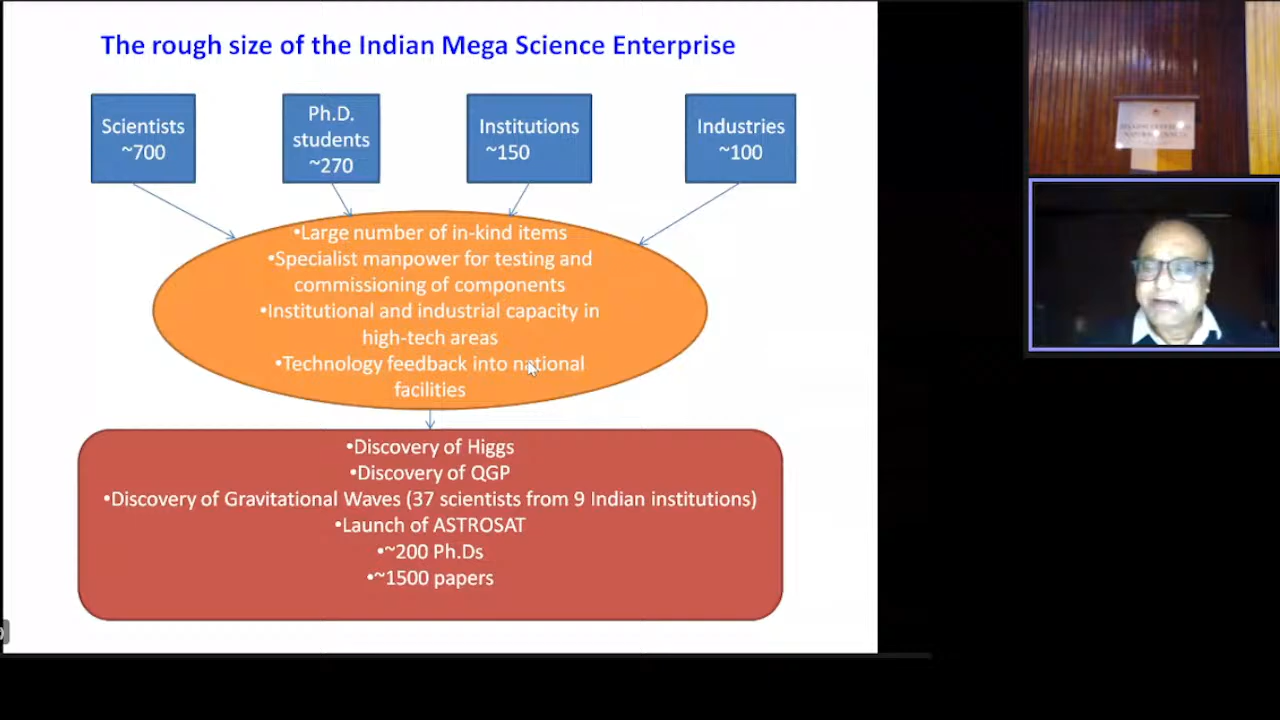 The rough size of the Indian Mega Science Enterprise
Scientists
~700
Ph.D.
students
~270
Institutions
~150
Industries
~100
•Large number of in-kind items
•Specialist manpower for testing and
commissioning of components
•Institutional and industrial capacity in
high-tech areas
•Technology feedback into national
facilities
•Discovery of Higgs
•Discovery of QGP
•Discovery of Gravitational Waves (37 scientists from 9 Indian institutions)
•Launch of ASTROSAT
•~200 Ph.Ds
•~1500 papers